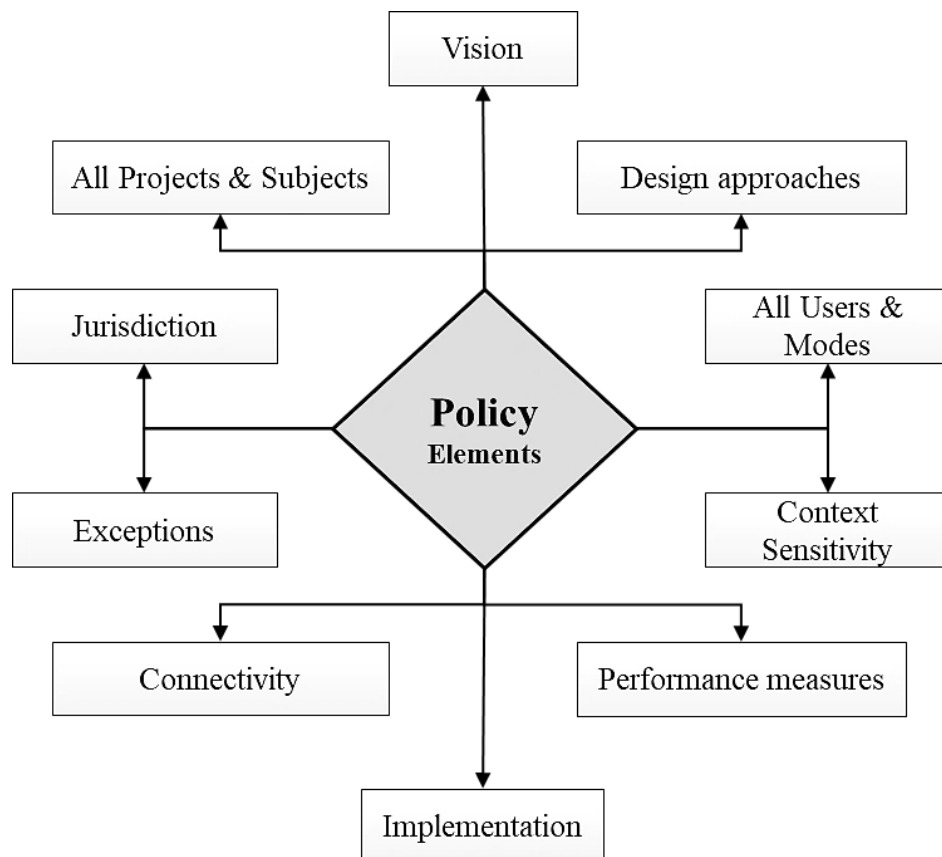 Vision
All Projects & Subjects
Design approaches
Jurisdiction
All Users &
Modes
Policy
Elements
Exceptions
Context
Sensitivity
Connectivity
Performance measures
Implementation